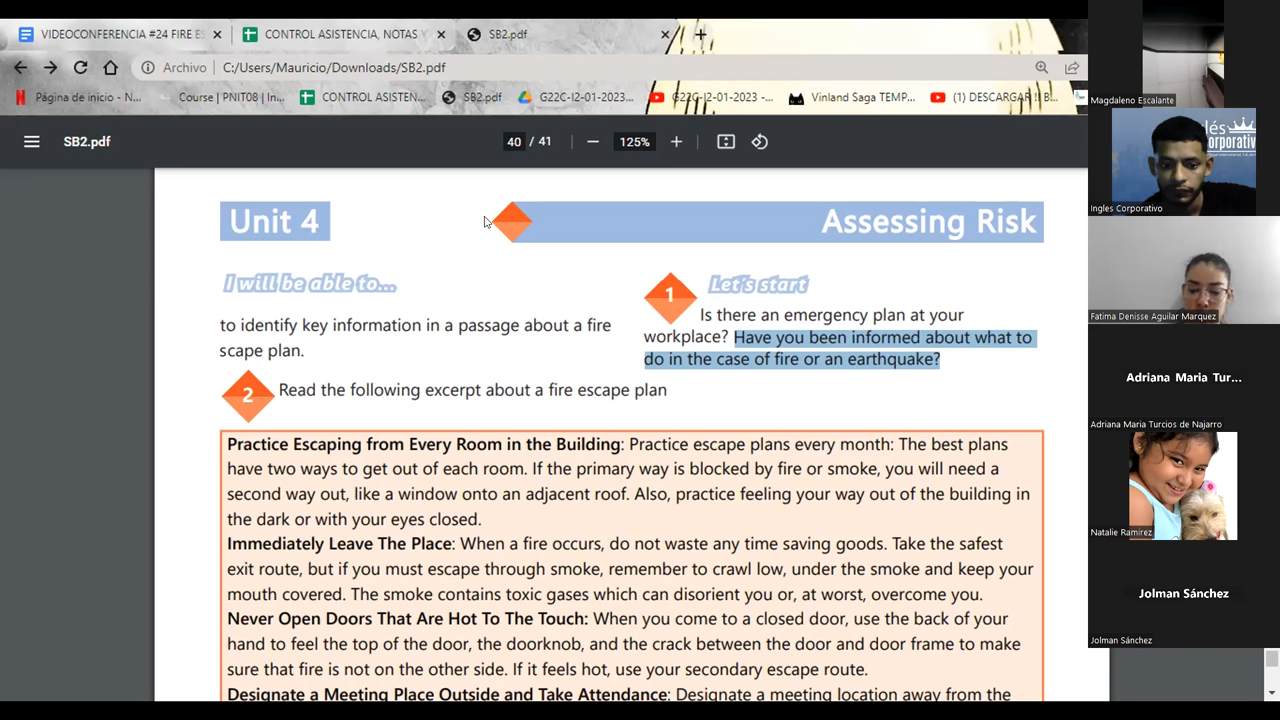 VIDEOCONFERENCIA #24 FIRE ES
CONTROL ASISTENCIA, NOTAS Y
SB2.pdf
Archivo
C:/Users/Mauricio/Downloads/SB2.pdf
Página de inicio - N...
Course | PNIT08 | In...
CONTROL ASISTEN...
SB2.pdf
G22C-I2-01-2023...
G22C-I2-01-2023 -...
Vinland Saga TEMP...
(1) DESCARGAR
SB2.pdf
40 / 41
125%
Unit 4
Assessing Risk
I will be able to...
to identify key information in a passage about a fire
scape plan.
1
Let's start
Is there an emergency plan at your
workplace? Have you been informed about what to
do in the case of fire or an earthquake?
2
Read the following excerpt about a fire escape plan
Practice Escaping from Every Room in the Building: Practice escape plans every month: The best plans
have two ways to get out of each room. If the primary way is blocked by fire or smoke, you will need a
second way out, like a window onto an adjacent roof. Also, practice feeling your way out of the building in
the dark or with your eyes closed.
Immediately Leave The Place: When a fire occurs, do not waste any time saving goods. Take the safest
exit route, but if you must escape through smoke, remember to crawl low, under the smoke and keep your
mouth covered. The smoke contains toxic gases which can disorient you or, at worst, overcome you.
Never Open Doors That Are Hot To The Touch: When you come to a closed door, use the back of your
hand to feel the top of the door, the doorknob, and the crack between the door and door frame to make
sure that fire is not on the other side. If it feels hot, use your secondary escape route.
Designate a Meeting Place Outside and Take Attendance: Designate a meeting location away from the
Magdaleno Escalante
Ingles Corporativo
Fatima Denisse Aguilar Marquez
Adriana Maria Tur...
Adriana Maria Turcios de Najarro
Natalie Ramirez
Jolman Sánchez
Jolman Sánchez